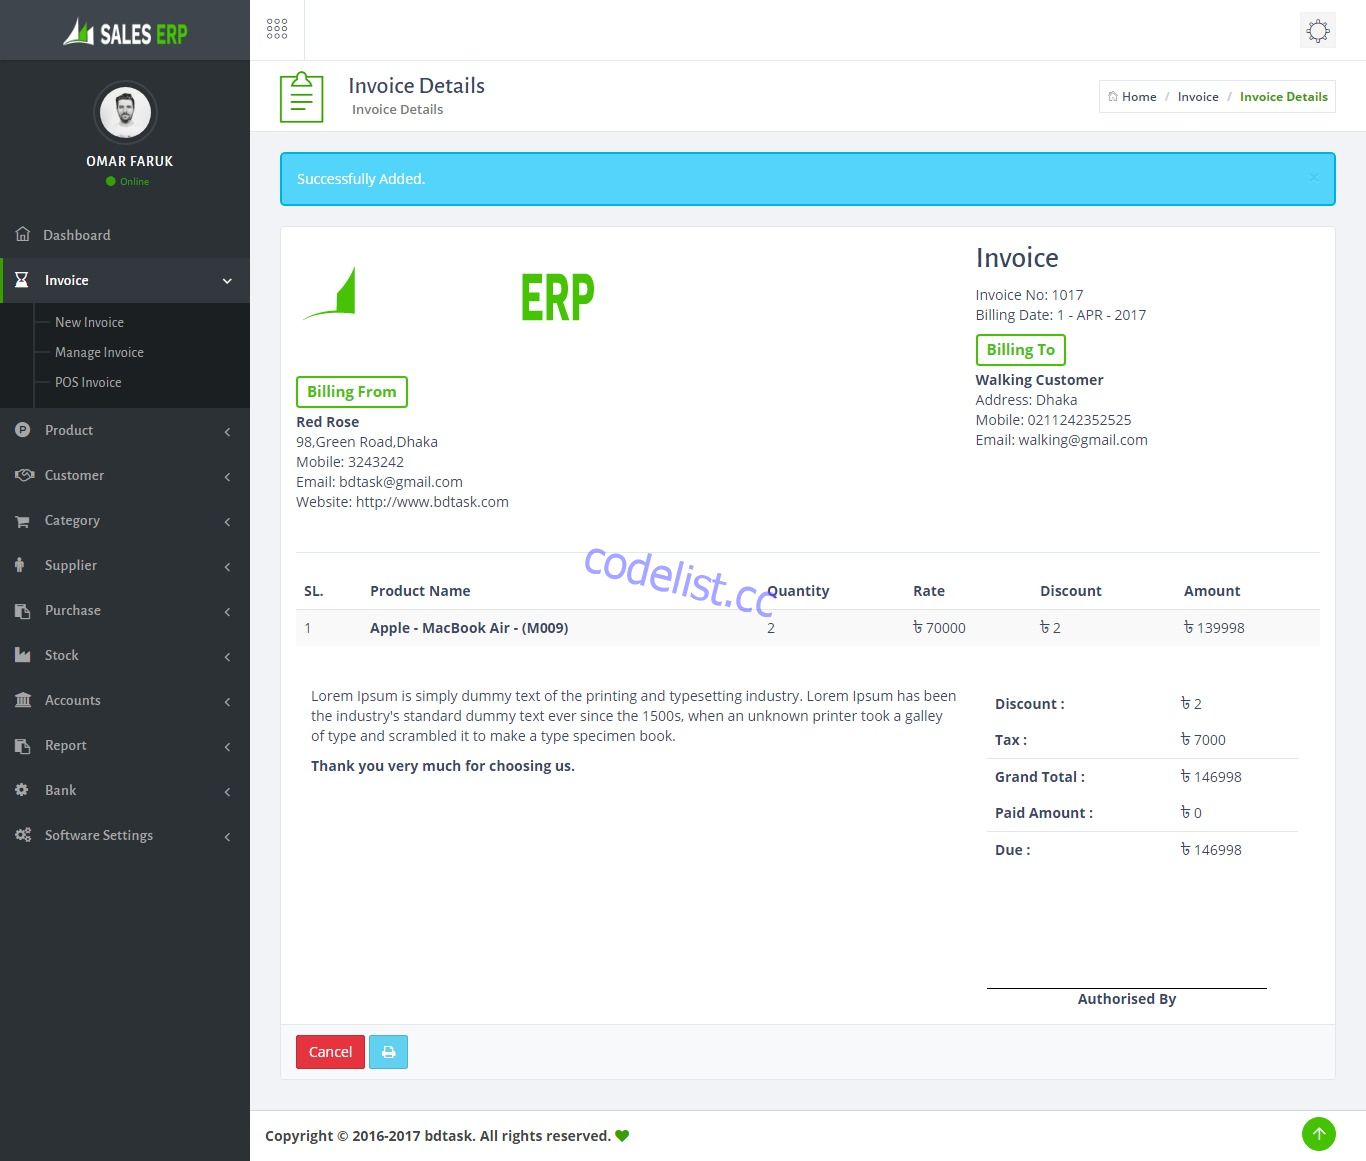 SALES ERP
OMAR FARUK
Online
Dashboard
Invoice
New Invoice
Manage Invoice
POS Invoice
Product
Customer
Category
Supplier
Purchase
Stock
Accounts
Report
Bank
Software Settings
Invoice Details
Invoice Details
Home / Invoice / Invoice Details
Successfully Added. ×
ERP
Invoice
Invoice No: 1017
Billing Date: 1 - APR - 2017
Billing To
Walking Customer
Address: Dhaka
Mobile: 0211242352525
Email: walking@gmail.com
Billing From
Red Rose
98,Green Road,Dhaka
Mobile: 3243242
Email: bdtask@gmail.com
Website: http://www.bdtask.com
codelist.cc
SL. Product Name Quantity Rate Discount Amount
1 Apple - MacBook Air - (M009) 2 ৳ 70000 ৳ 2 ৳ 139998
Lorem Ipsum is simply dummy text of the printing and typesetting industry. Lorem Ipsum has been
the industry's standard dummy text ever since the 1500s, when an unknown printer took a galley
of type and scrambled it to make a type specimen book.
Thank you very much for choosing us.
Discount : ৳ 2
Tax : ৳ 7000
Grand Total : ৳ 146998
Paid Amount : ৳ 0
Due : ৳ 146998
Authorised By
Cancel
Copyright © 2016-2017 bdtask. All rights reserved.